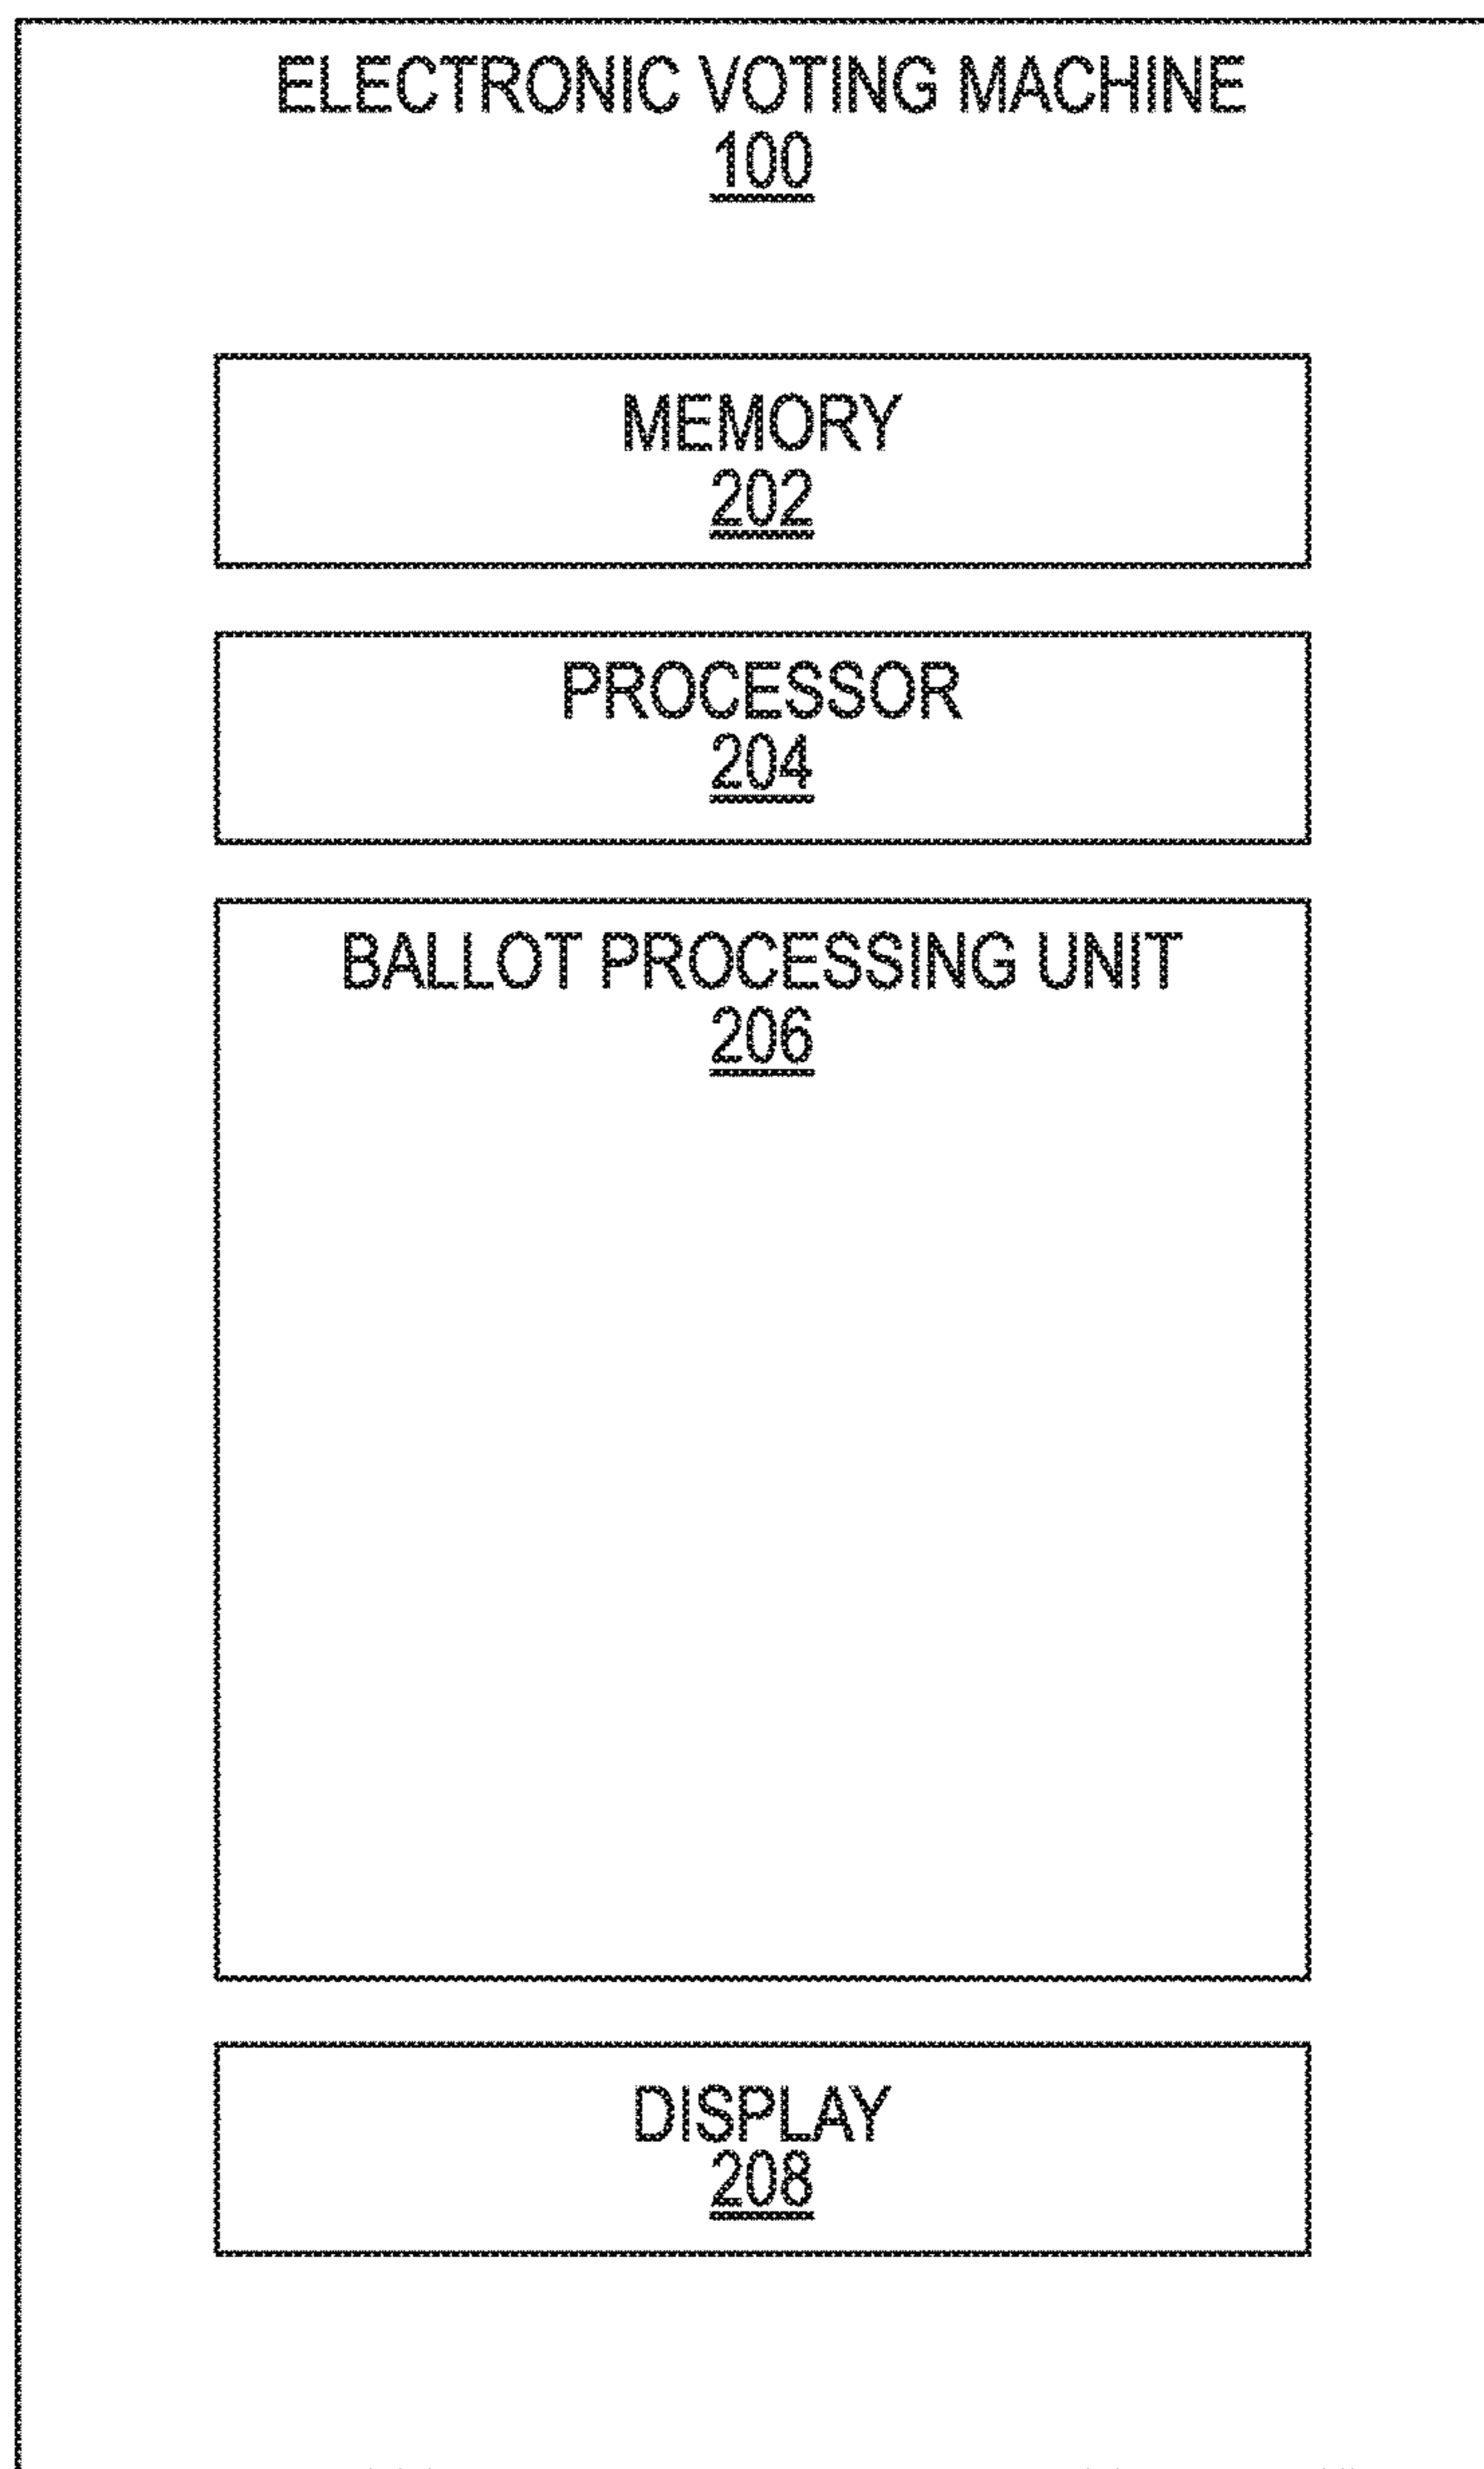 ELECTRONIC VOTING MACHINE
100
MEMORY
202
PROCESSOR
204
BALLOT PROCESSING UNIT
206
DISPLAY
208